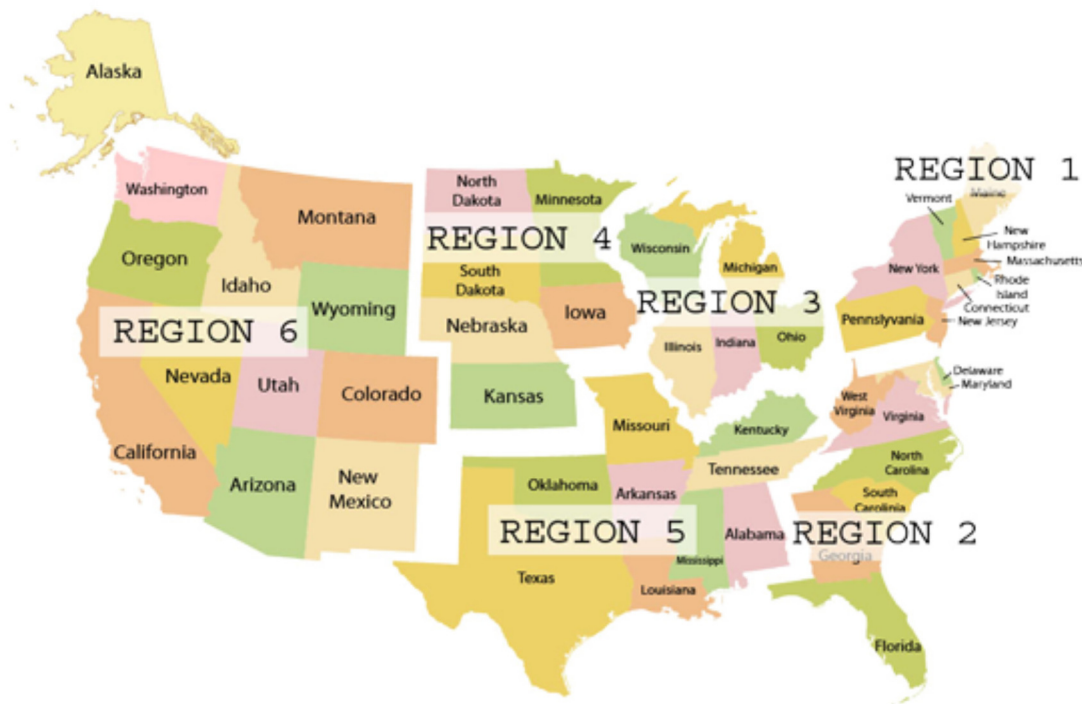 Alaska
Washington
Oregon
Idaho
Montana
Wyoming
REGION 6
Nevada
Utah
Colorado
California
Arizona
New
Mexico
North
Dakota
Minnesota
REGION 4
South
Dakota
Nebraska
Iowa
Kansas
Wisconsin
Michigan
REGION 3
Illinois
Indiana
Ohio
REGION 1
Maine
Vermont
New
Hampshire
Massachusetts
New York
Rhode
Island
Connecticut
New Jersey
Pennslyvania
Delaware
Maryland
West
Virginia
Virginia
North
Carolina
South
Carolinia
REGION 2
Georgia
Florida
Missouri
Kentucky
Tennessee
Oklahoma
Arkansas
REGION 5
Mississippi
Alabama
Texas
Louisiana